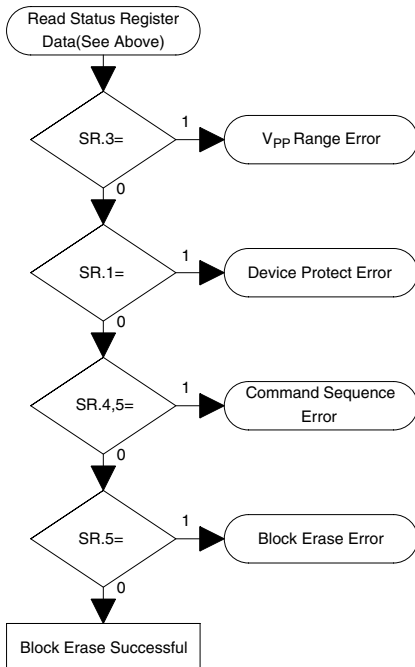 Read Status Register
Data(See Above)
SR.3=
1
VPP Range Error
0
SR.1=
1
Device Protect Error
0
SR.4,5=
1
Command Sequence
Error
0
SR.5=
1
Block Erase Error
0
Block Erase Successful